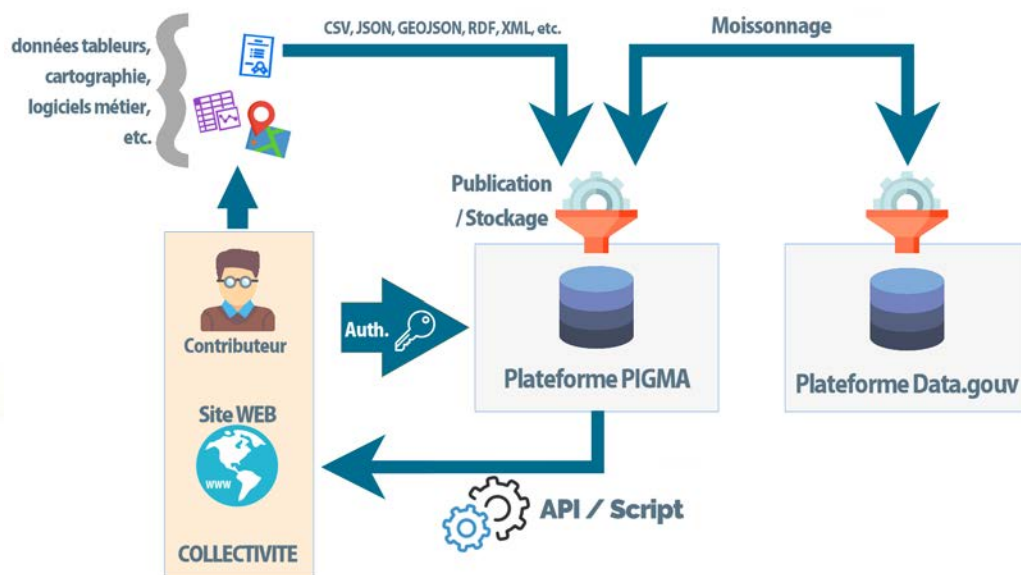 données tableurs,
cartographie,
logiciels métier,
etc.
CSV, JSON, GEOJSON, RDF, XML, etc.
Moissonnage
Publication
/ Stockage
Contributeur
Auth.
Plateforme PIGMA
Plateforme Data.gouv
Site WEB
www
API / Script
COLLECTIVITE